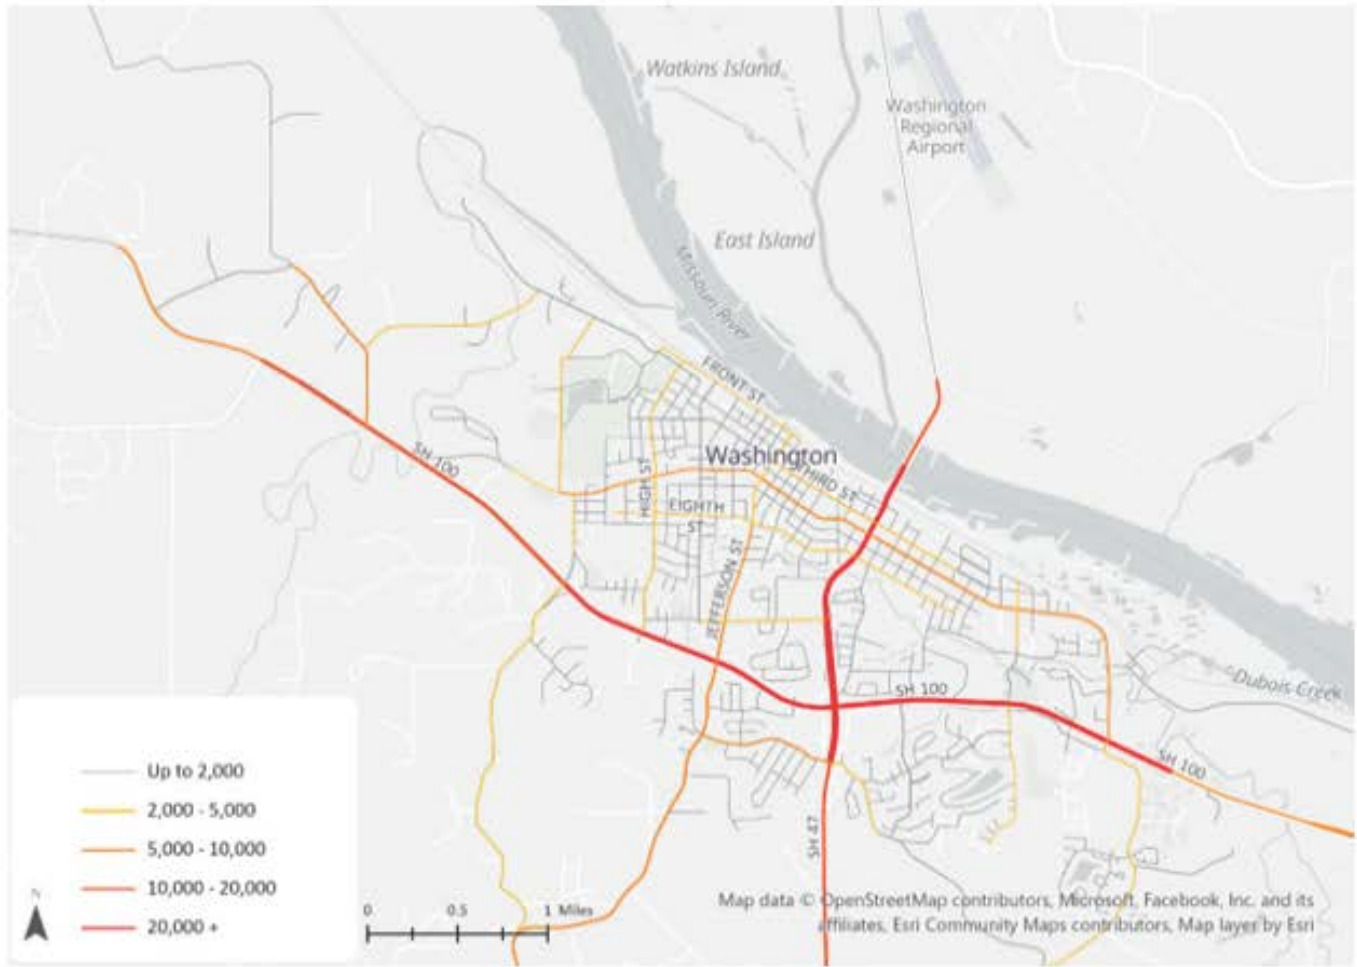 Watkins Island
Washington
Regional
Airport
East Island
Missouri River
FRONT ST
SH 100
Washington
THIRD ST
HIGH ST
EIGHTH
ST
JEFFERSON ST
Dubois Creek
SH 100
SH 100
SH 47
Up to 2,000
2,000 - 5,000
5,000 - 10,000
10,000 - 20,000
20,000 +
N
0 0.5 1 Miles
Map data © OpenStreetMap contributors, Microsoft, Facebook, Inc. and its
affiliates, Esri Community Maps contributors, Map layer by Esri